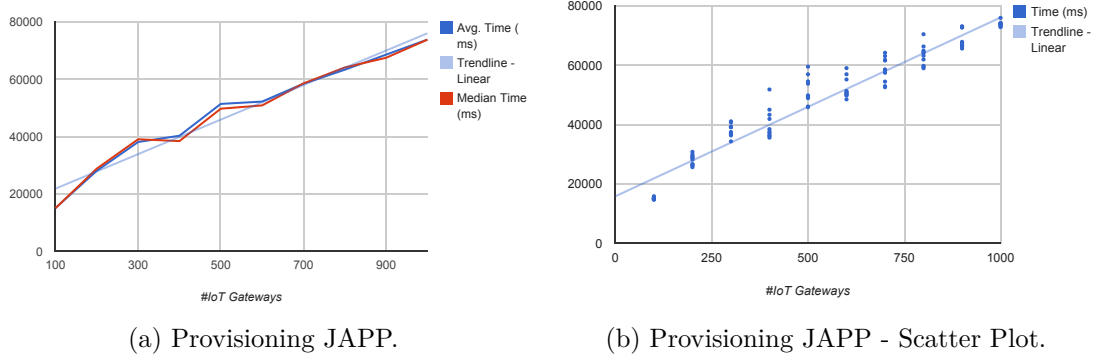 80000
60000
40000
20000
0
100
300
500
700
900
#IoT Gateways
Avg. Time (
ms)
Trendline -
Linear
Median Time
(ms)
(a) Provisioning JAPP.
80000
60000
40000
20000
0
0
250
500
750
1000
#IoT Gateways
Time (ms)
Trendline -
Linear
(b) Provisioning JAPP - Scatter Plot.